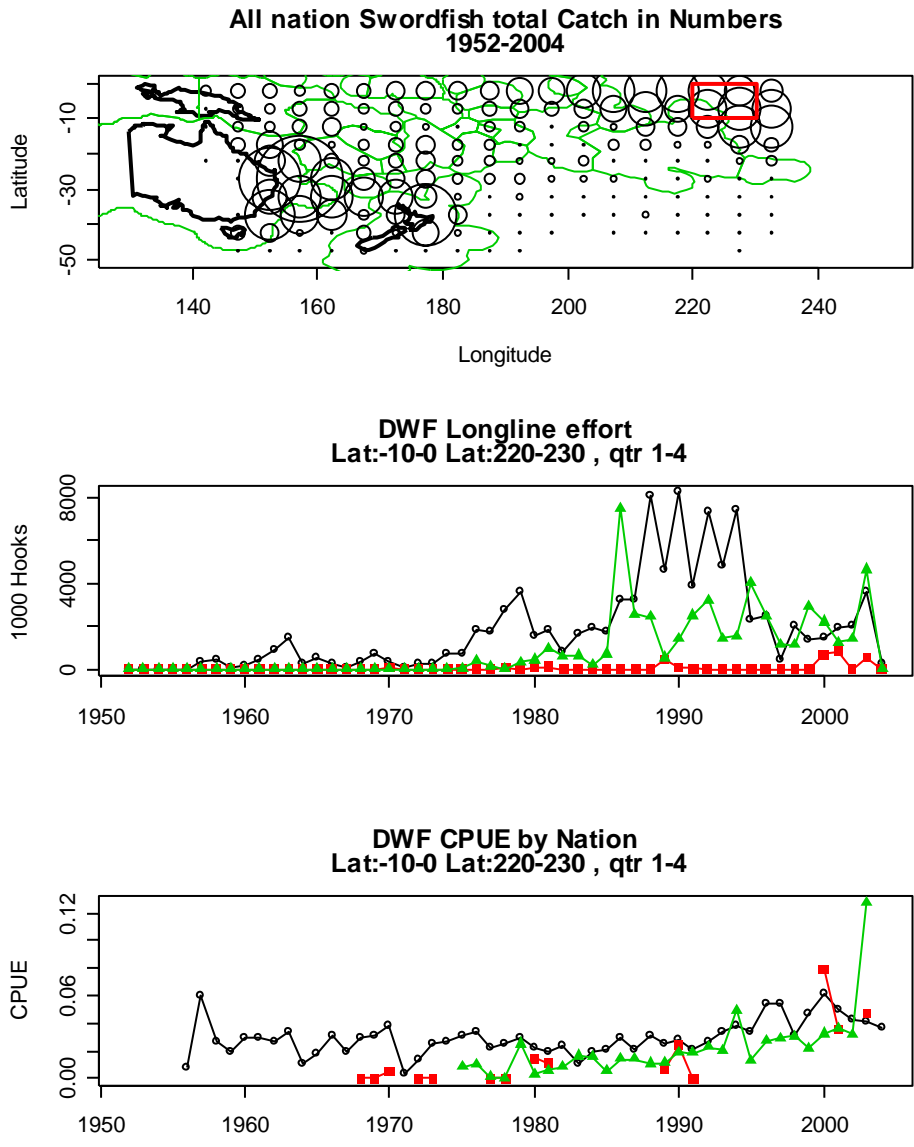 All nation Swordfish total Catch in Numbers
1952-2004
Latitude
-10
-30
-50
140 160 180 200 220 240
Longitude
DWF Longline effort
Lat:-10-0 Lat:220-230 , qtr 1-4
1000 Hooks
8000
4000
0
1950 1960 1970 1980 1990 2000
DWF CPUE by Nation
Lat:-10-0 Lat:220-230 , qtr 1-4
CPUE
0.12
0.06
0.00
1950 1960 1970 1980 1990 2000